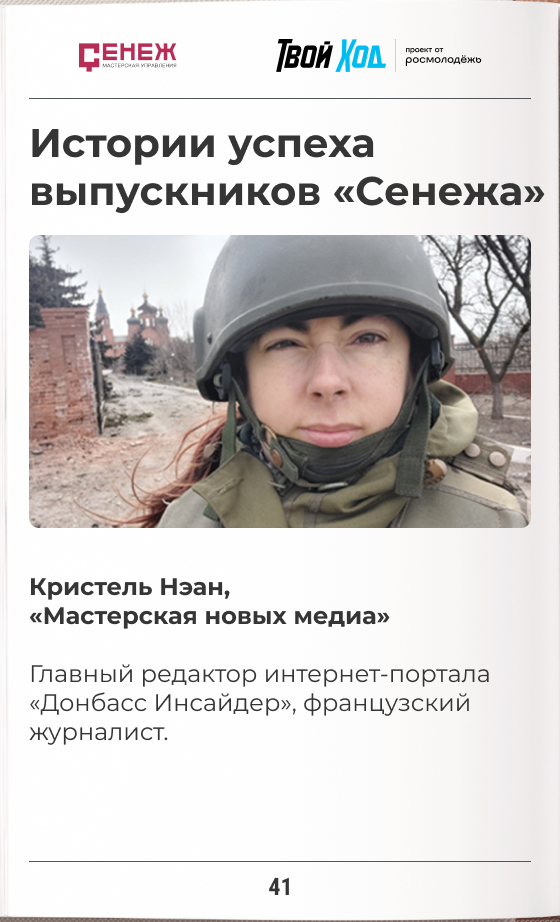 СЕНЕЖ
МАСТЕРСКАЯ УПРАВЛЕНИЯ
ТВОЙ ХОД
проект от
росмолодёжь
Истории успеха
выпускников «Сенежа»
Кристель Нэан,
«Мастерская новых медиа»
Главный редактор интернет-портала
«Донбасс Инсайдер», французский
журналист.
41